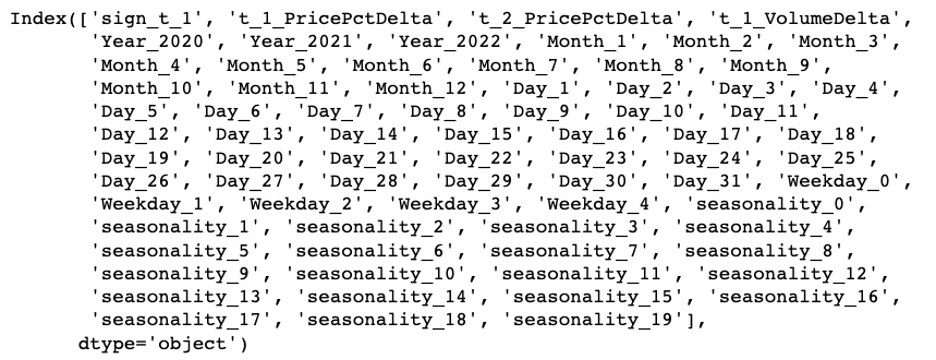 Index(['sign_t_1', 't_1_PricePctDelta', 't_2_PricePctDelta', 't_1_VolumeDelta',
'Year_2020', 'Year_2021', 'Year_2022', 'Month_1', 'Month_2', 'Month_3',
'Month_4', 'Month_5', 'Month_6', 'Month_7', 'Month_8', 'Month_9',
'Month_10', 'Month_11', 'Month_12', 'Day_1', 'Day_2', 'Day_3', 'Day_4',
'Day_5', 'Day_6', 'Day_7', 'Day_8', 'Day_9', 'Day_10', 'Day_11',
'Day_12', 'Day_13', 'Day_14', 'Day_15', 'Day_16', 'Day_17', 'Day_18',
'Day_19', 'Day_20', 'Day_21', 'Day_22', 'Day_23', 'Day_24', 'Day_25',
'Day_26', 'Day_27', 'Day_28', 'Day_29', 'Day_30', 'Day_31', 'Weekday_0',
'Weekday_1', 'Weekday_2', 'Weekday_3', 'Weekday_4', 'seasonality_0',
'seasonality_1', 'seasonality_2', 'seasonality_3', 'seasonality_4',
'seasonality_5', 'seasonality_6', 'seasonality_7', 'seasonality_8',
'seasonality_9', 'seasonality_10', 'seasonality_11', 'seasonality_12',
'seasonality_13', 'seasonality_14', 'seasonality_15', 'seasonality_16',
'seasonality_17', 'seasonality_18', 'seasonality_19'],
dtype='object')